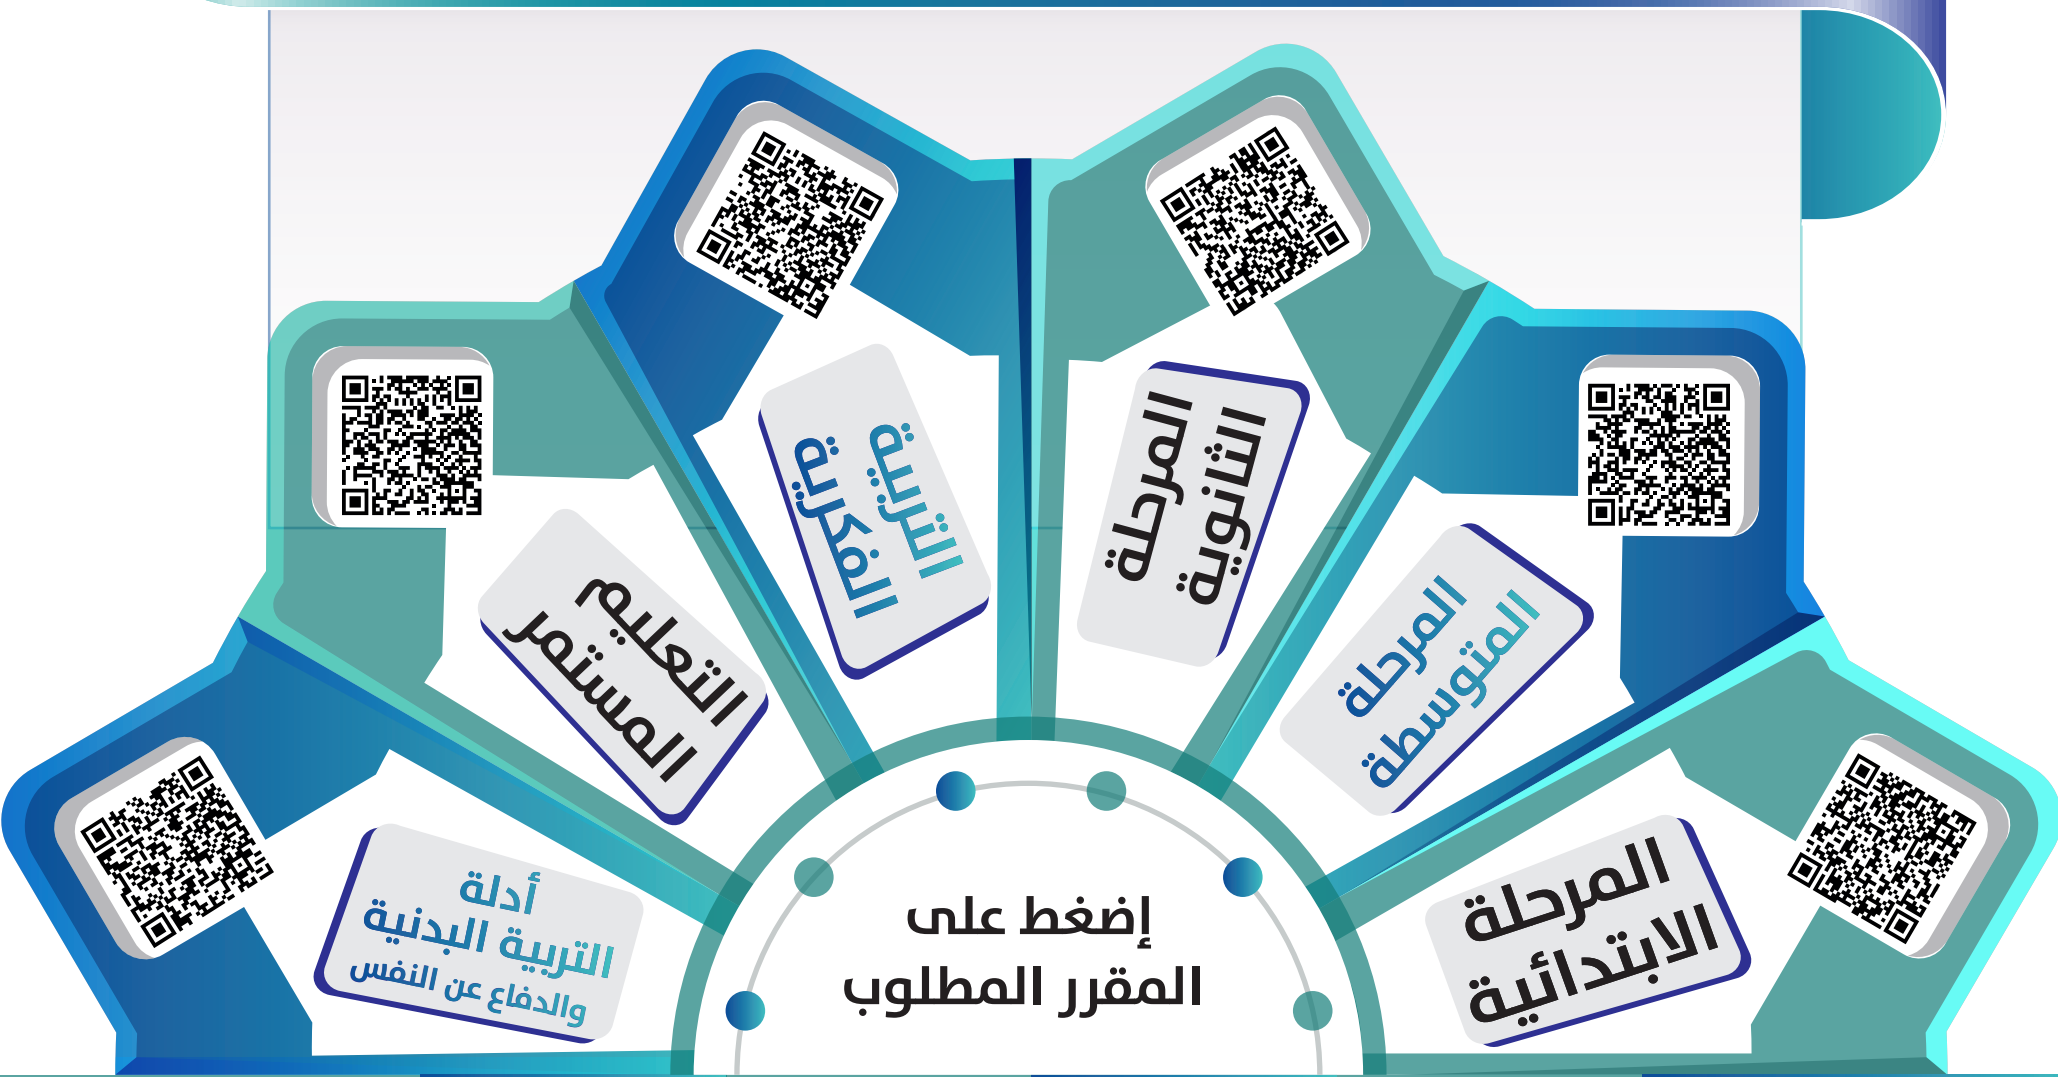 إضغط على
المقرر المطلوب
المرحلة
الابتدائية
المرحلة
المتوسطة
المرحلة
الثانوية
التربية
الفكرية
التعليم
المستمر
أدلة
التربية البدنية
والدفاع عن النفس